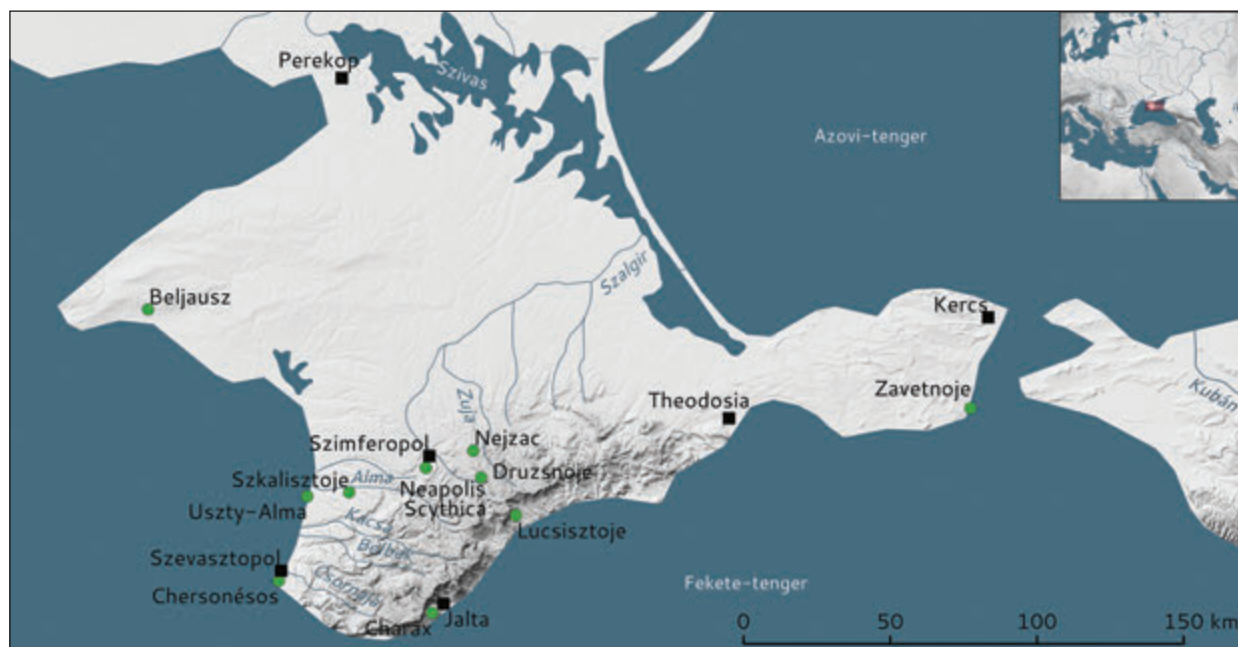 Perekop
Szivas
Azovi-tenger
Szalgir
Beljausz
Kercs
Zavetnoje
Kubán
Theodosia
Zuja
Szimferopol
Nejzac
Szkalisztoje
Alma
Druzsnoje
Neapolis
Scythica
Uszty-Alma
Kacsa
Lucsisztoje
Belbek
Szevasztopol
Csornaja
Fekete-tenger
Chersonésos
Jalta
Charax
0 50 100 150 km